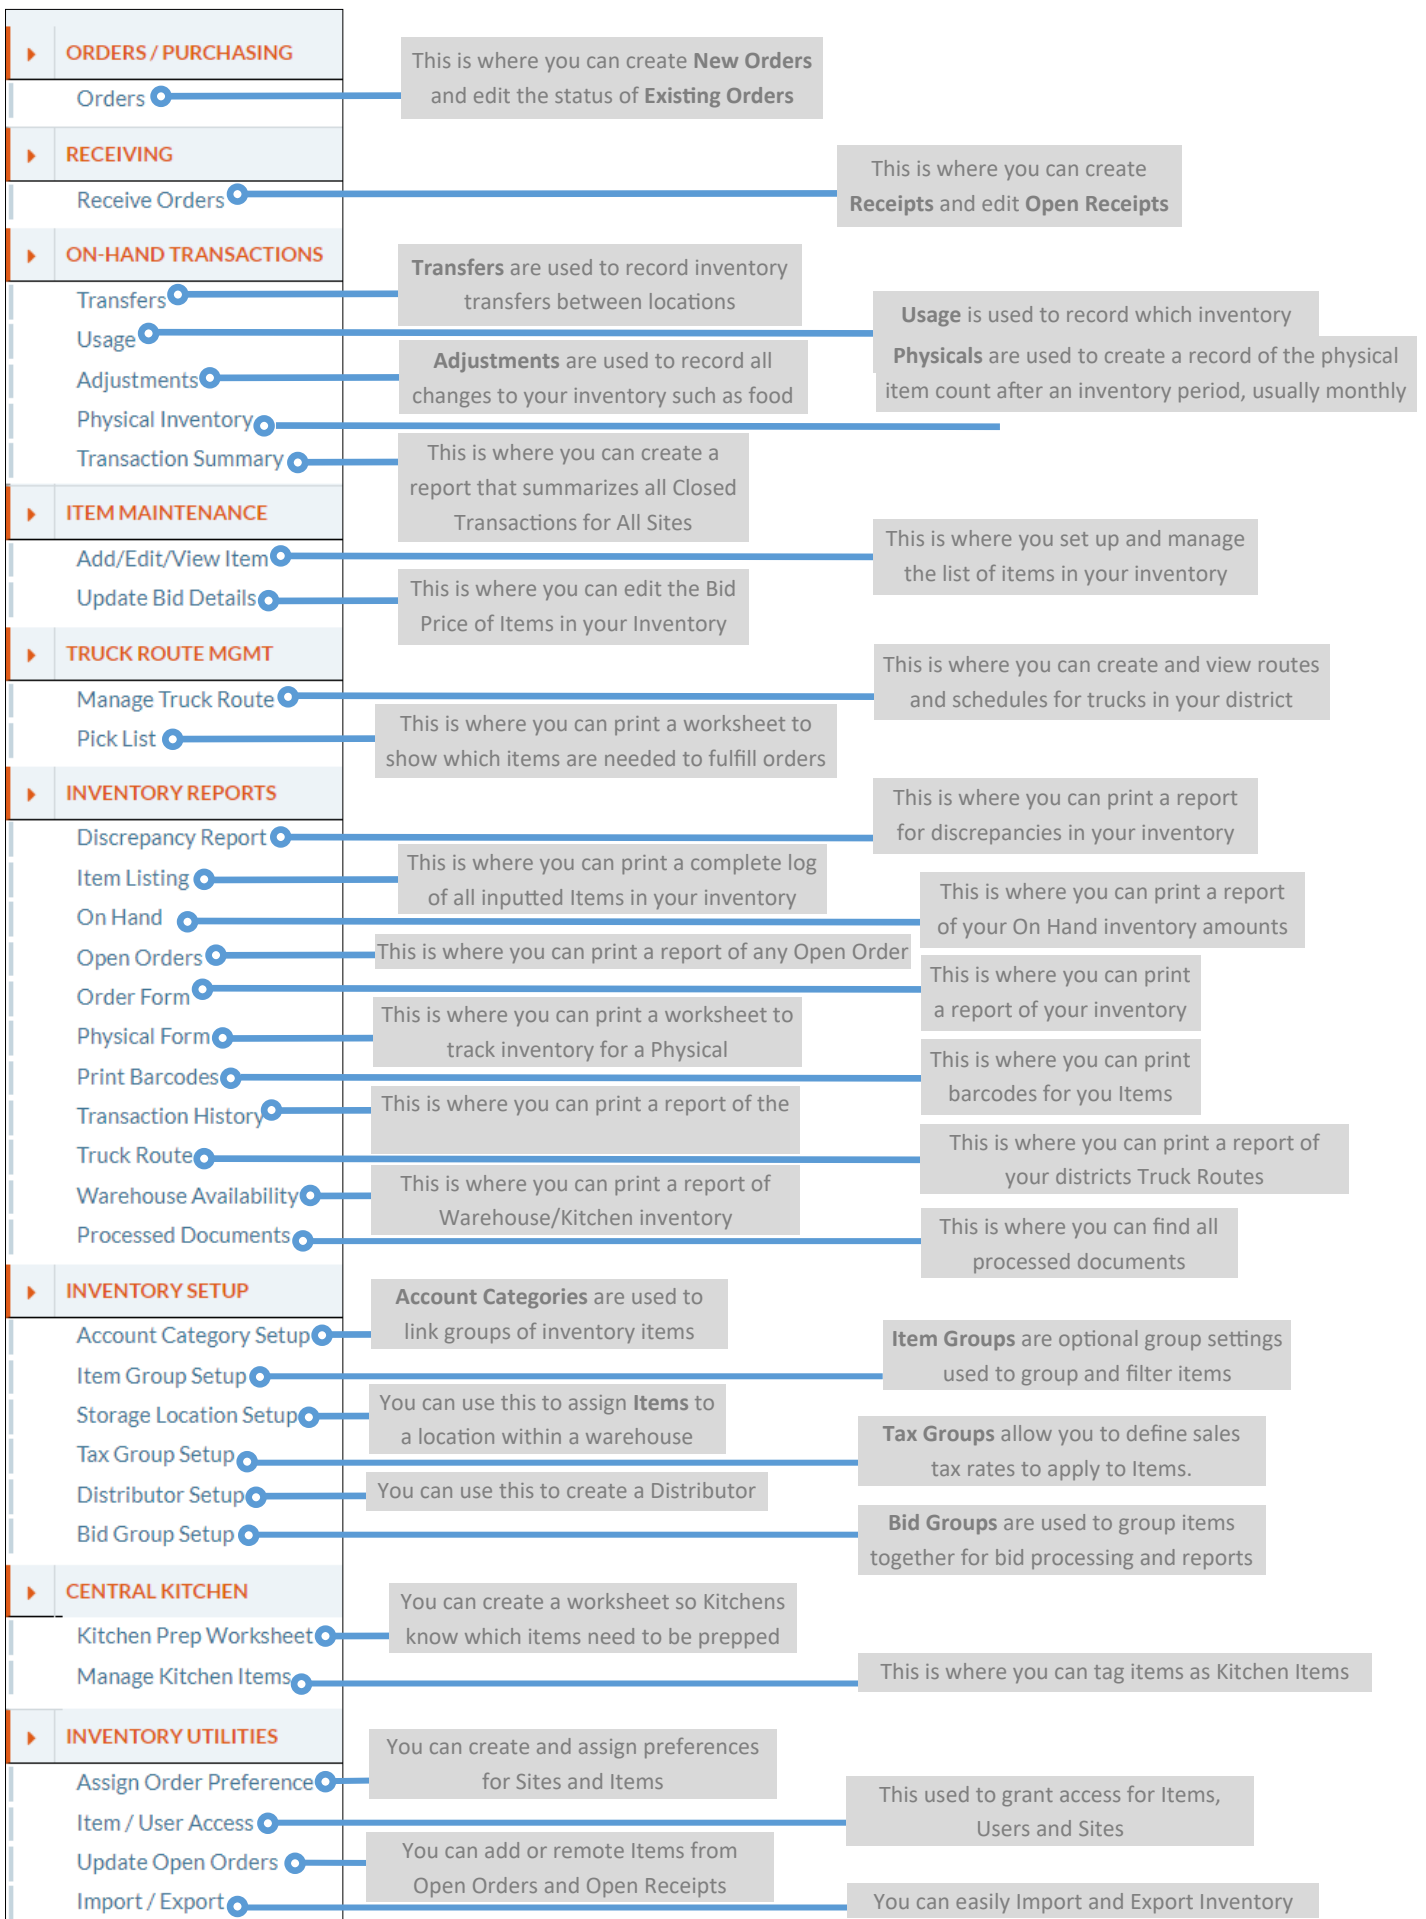 ORDERS / PURCHASING
This is where you can create New Orders
and edit the status of Existing Orders
Orders
RECEIVING
This is where you can create
Receipts and edit Open Receipts
Receive Orders
ON-HAND TRANSACTIONS
Transfers are used to record inventory
transfers between locations
Transfers
Usage is used to record which inventory
Usage
Physicals are used to create a record of the physical
item count after an inventory period, usually monthly
Adjustments are used to record all
changes to your inventory such as food
Adjustments
Physical Inventory
Transaction Summary
This is where you can create a
report that summarizes all Closed
Transactions for All Sites
ITEM MAINTENANCE
This is where you set up and manage
the list of items in your inventory
Add/Edit/View Item
This is where you can edit the Bid
Price of Items in your Inventory
Update Bid Details
TRUCK ROUTE MGMT
This is where you can create and view routes
and schedules for trucks in your district
Manage Truck Route
This is where you can print a worksheet to
show which items are needed to fulfill orders
Pick List
INVENTORY REPORTS
This is where you can print a report
for discrepancies in your inventory
Discrepancy Report
This is where you can print a complete log
of all inputted Items in your inventory
Item Listing
This is where you can print a report
of your On Hand inventory amounts
On Hand
Open Orders
This is where you can print a report of any Open Order
This is where you can print
a report of your inventory
Order Form
This is where you can print a worksheet to
track inventory for a Physical
Physical Form
This is where you can print
barcodes for you Items
Print Barcodes
This is where you can print a report of the
Transaction History
This is where you can print a report of
your districts Truck Routes
Truck Route
This is where you can print a report of
Warehouse/Kitchen inventory
Warehouse Availability
This is where you can find all
processed documents
Processed Documents
INVENTORY SETUP
Account Categories are used to
link groups of inventory items
Account Category Setup
Item Groups are optional group settings
used to group and filter items
Item Group Setup
You can use this to assign Items to
a location within a warehouse
Storage Location Setup
Tax Groups allow you to define sales
tax rates to apply to Items.
Tax Group Setup
You can use this to create a Distributor
Distributor Setup
Bid Groups are used to group items
together for bid processing and reports
Bid Group Setup
CENTRAL KITCHEN
You can create a worksheet so Kitchens
know which items need to be prepped
Kitchen Prep Worksheet
This is where you can tag items as Kitchen Items
Manage Kitchen Items
INVENTORY UTILITIES
You can create and assign preferences
for Sites and Items
Assign Order Preference
This used to grant access for Items,
Users and Sites
Item / User Access
You can add or remote Items from
Open Orders and Open Receipts
Update Open Orders
Import / Export
You can easily Import and Export Inventory